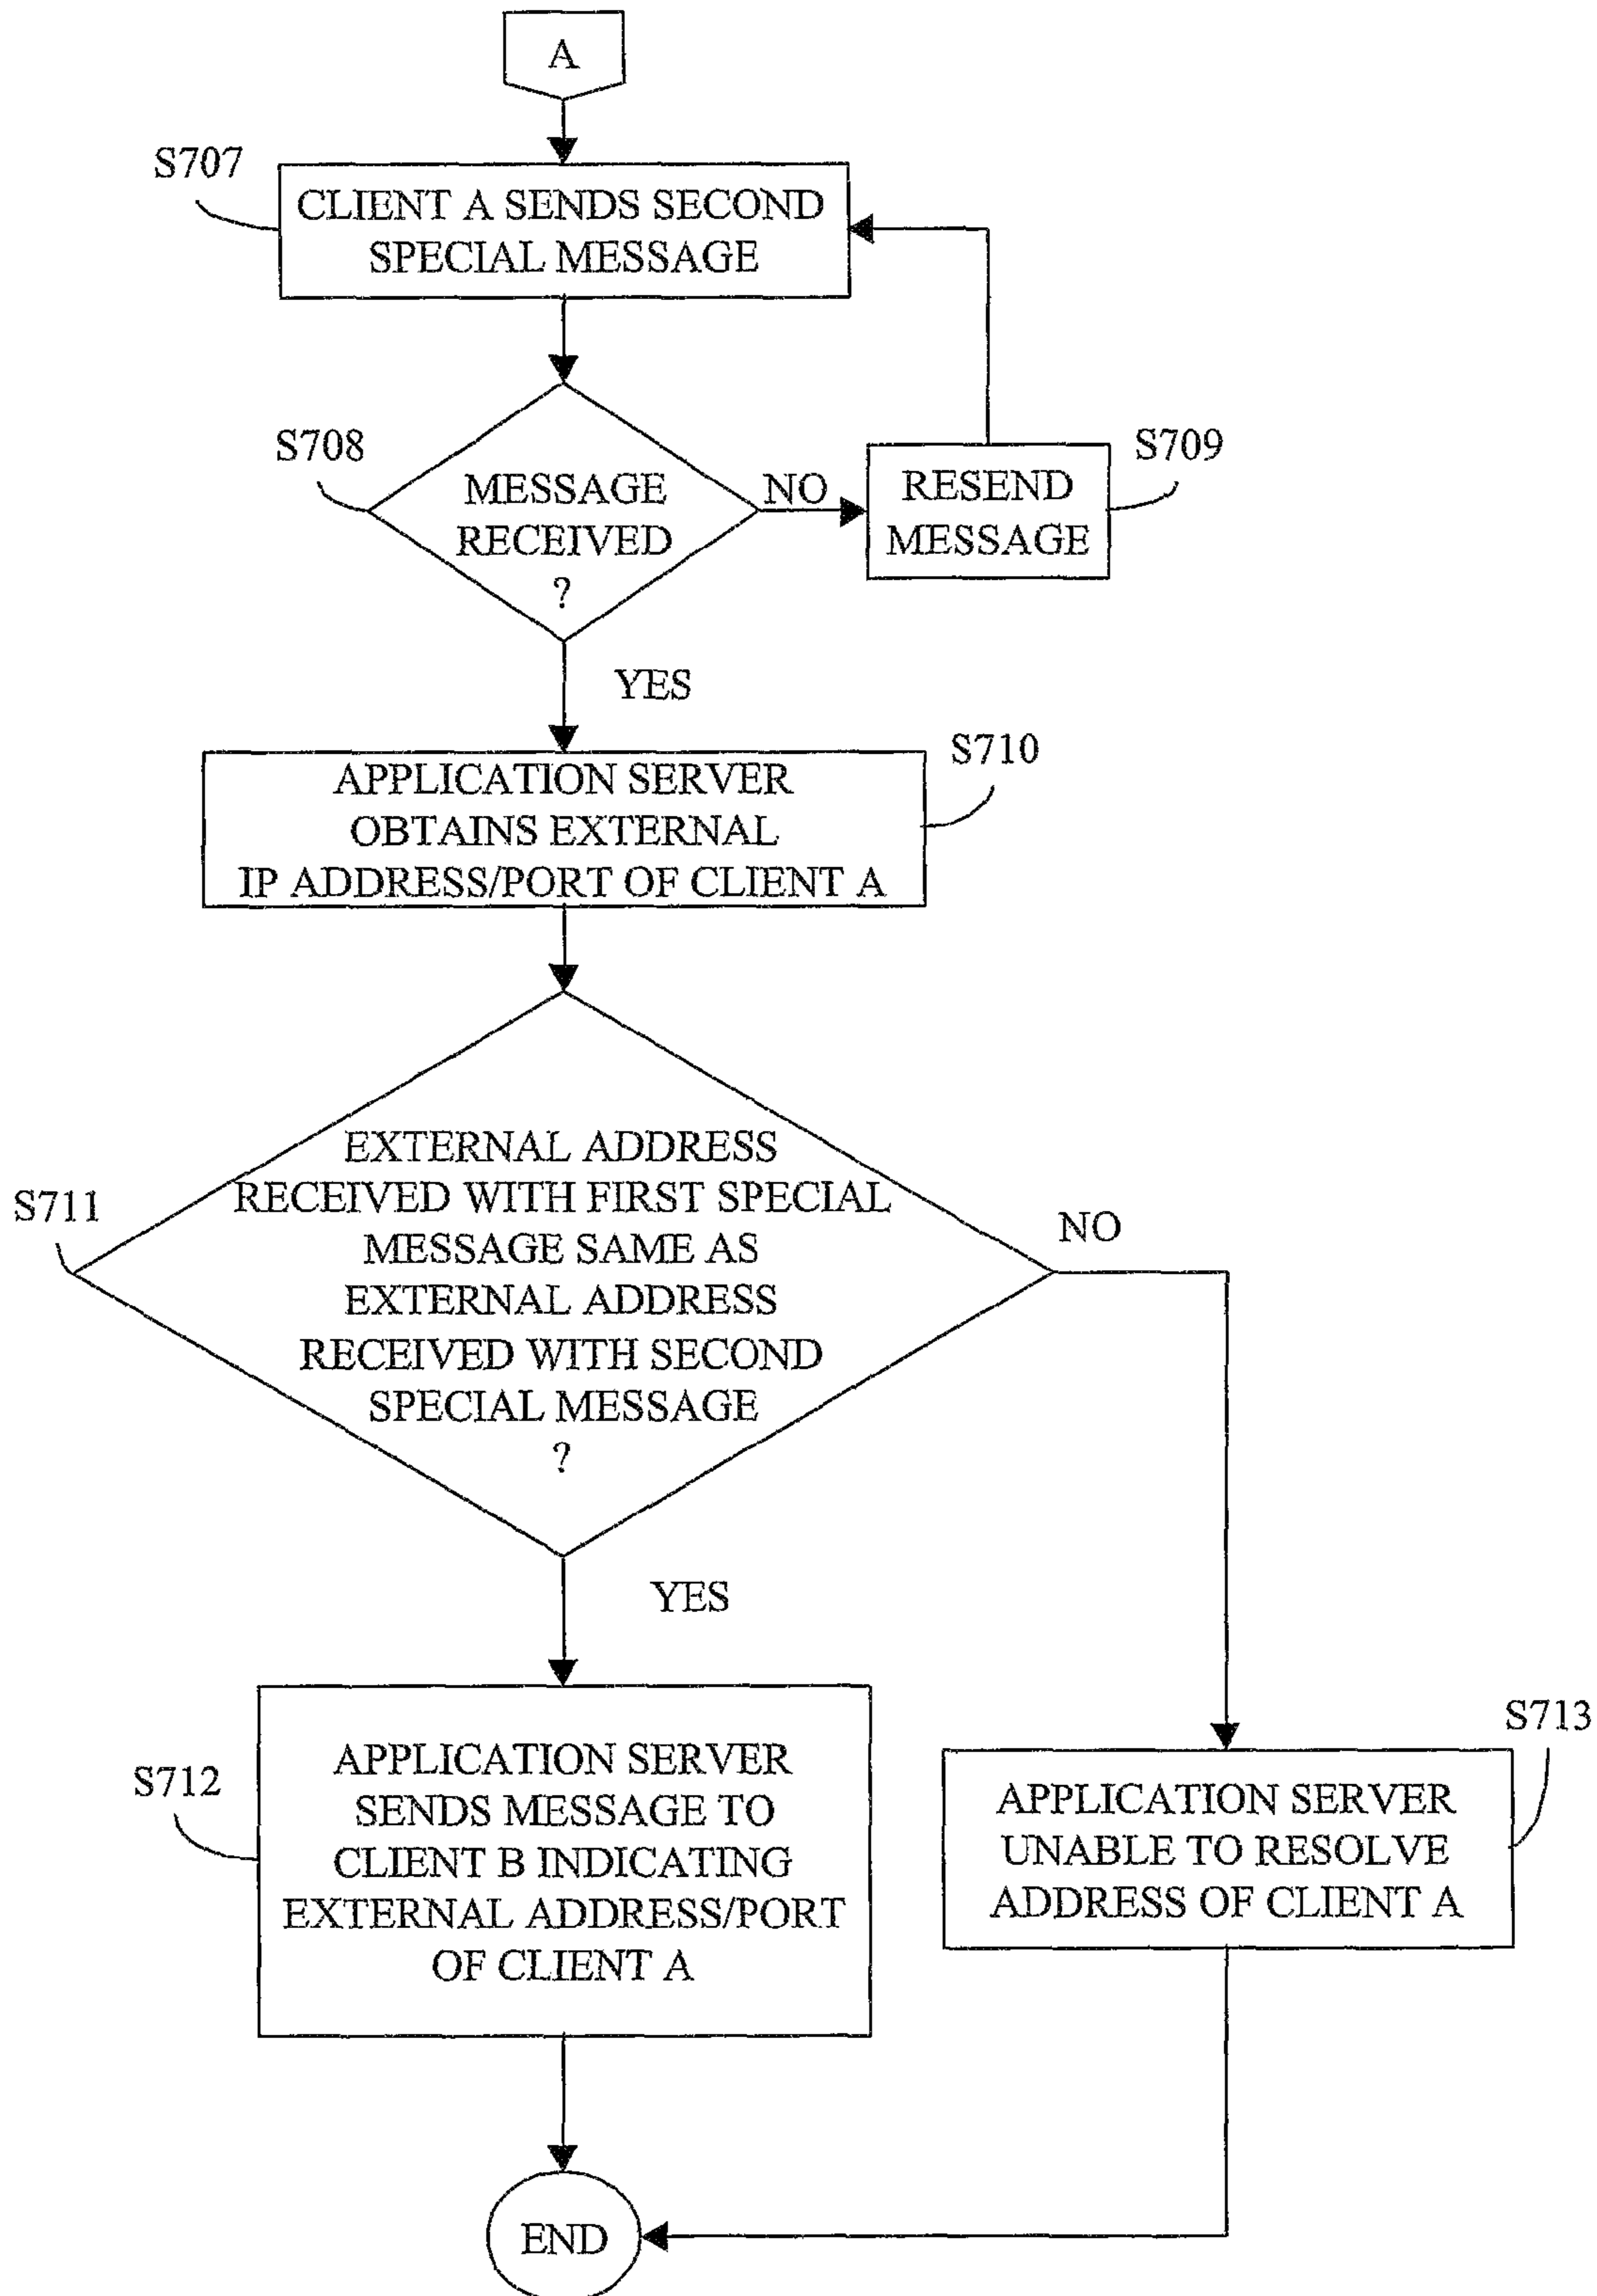 A
S707
CLIENT A SENDS SECOND
SPECIAL MESSAGE
S708
MESSAGE
RECEIVED
?
NO
RESEND
MESSAGE
S709
YES
APPLICATION SERVER
OBTAINS EXTERNAL
IP ADDRESS/PORT OF CLIENT A
S710
S711
EXTERNAL ADDRESS
RECEIVED WITH FIRST SPECIAL
MESSAGE SAME AS
EXTERNAL ADDRESS
RECEIVED WITH SECOND
SPECIAL MESSAGE
?
NO
YES
S712
APPLICATION SERVER
SENDS MESSAGE TO
CLIENT B INDICATING
EXTERNAL ADDRESS/PORT
OF CLIENT A
S713
APPLICATION SERVER
UNABLE TO RESOLVE
ADDRESS OF CLIENT A
END